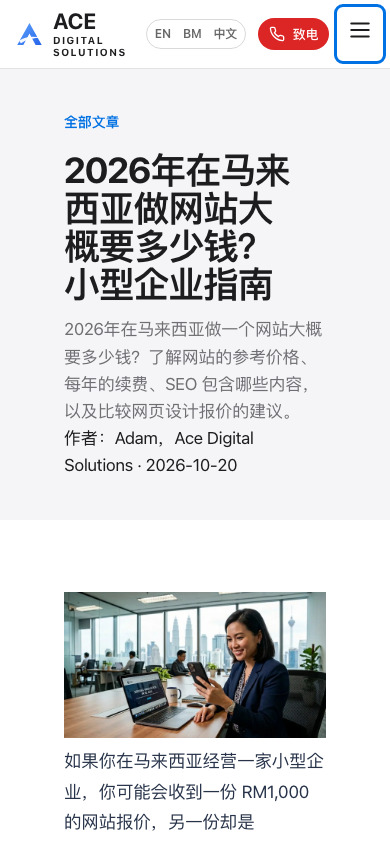 ACE
DIGITAL
SOLUTIONS
EN BM 中文
致电
全部文章
2026年在马来
西亚做网站大
概要多少钱?
小型企业指南
2026年在马来西亚做一个网站大概
要多少钱?了解网站的参考价格、
每年的续费、SEO 包含哪些内容,
以及比较网页设计报价的建议。
作者:Adam,Ace Digital
Solutions · 2026-10-20
如果你在马来西亚经营一家小型企
业,你可能会收到一份 RM1,000
的网站报价,另一份却是